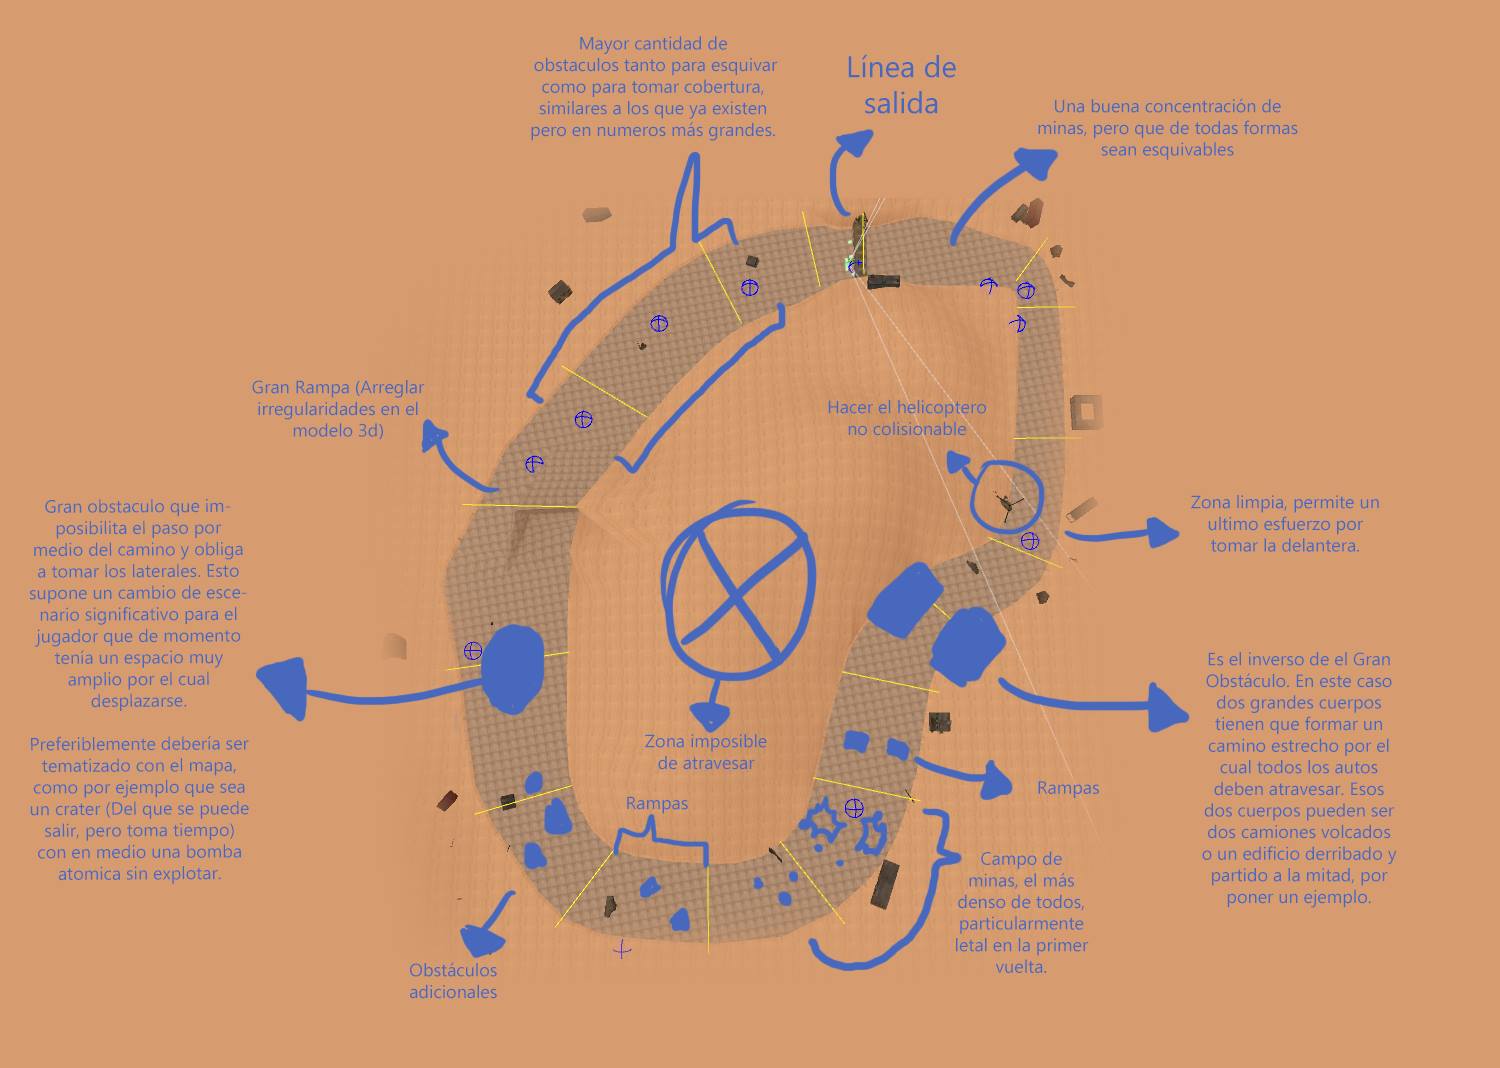 Mayor cantidad de
obstaculos tanto para esquivar
como para tomar cobertura,
similares a los que ya existen
pero en numeros más grandes.
Línea de
salida
Una buena concentración de
minas, pero que de todas formas
sean esquivables
Gran Rampa (Arreglar
irregularidades en el
modelo 3d)
Hacer el helicoptero
no colisionable
Gran obstaculo que im-
posibilita el paso por
medio del camino y obliga
a tomar los laterales. Esto
supone un cambio de esce-
nario significativo para el
jugador que de momento
tenía un espacio muy
amplio por el cual
desplazarse.
Preferiblemente debería ser
tematizado con el mapa,
como por ejemplo que sea
un crater (Del que se puede
salir, pero toma tiempo)
con en medio una bomba
atomica sin explotar.
Zona limpia, permite un
ultimo esfuerzo por
tomar la delantera.
Zona imposible
de atravesar
Es el inverso de el Gran
Obstáculo. En este caso
dos grandes cuerpos
tienen que formar un
camino estrecho por el
cual todos los autos
deben atravesar. Esos
dos cuerpos pueden ser
dos camiones volcados
o un edificio derribado y
partido a la mitad, por
poner un ejemplo.
Rampas
Rampas
Campo de
minas, el más
denso de todos,
particularmente
letal en la primer
vuelta.
Obstáculos
adicionales